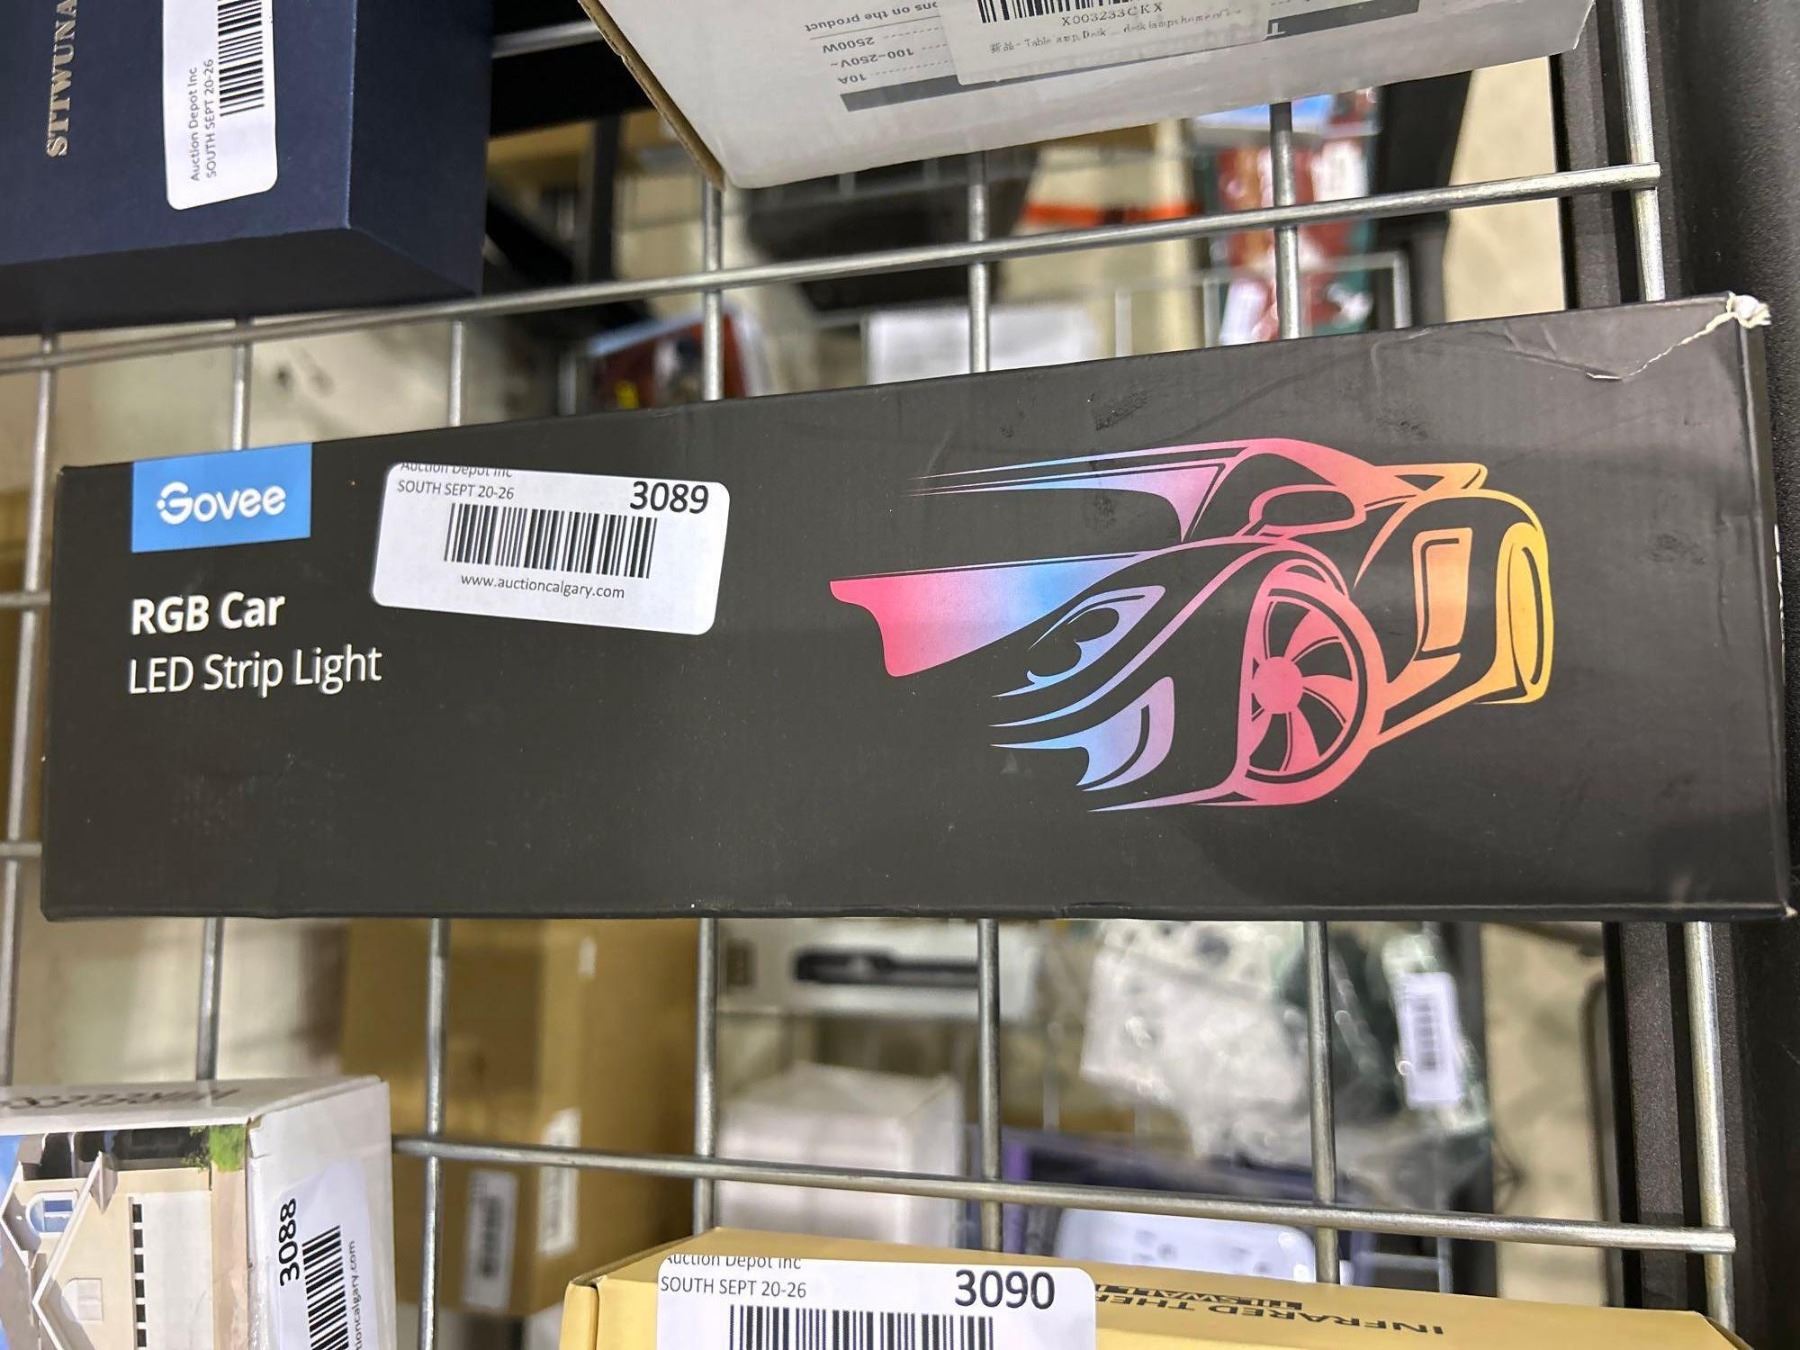 STTWUNA
Auction Depot Inc
SOUTH SEPT 20-26
X003233CKX
10A
100-250V~
2500W
Govee
RGB Car
LED Strip Light
Auction Depot Inc
SOUTH SEPT 20-26
3089
www.auctioncalgary.com
3088
Auction Depot Inc
SOUTH SEPT 20-26
3090